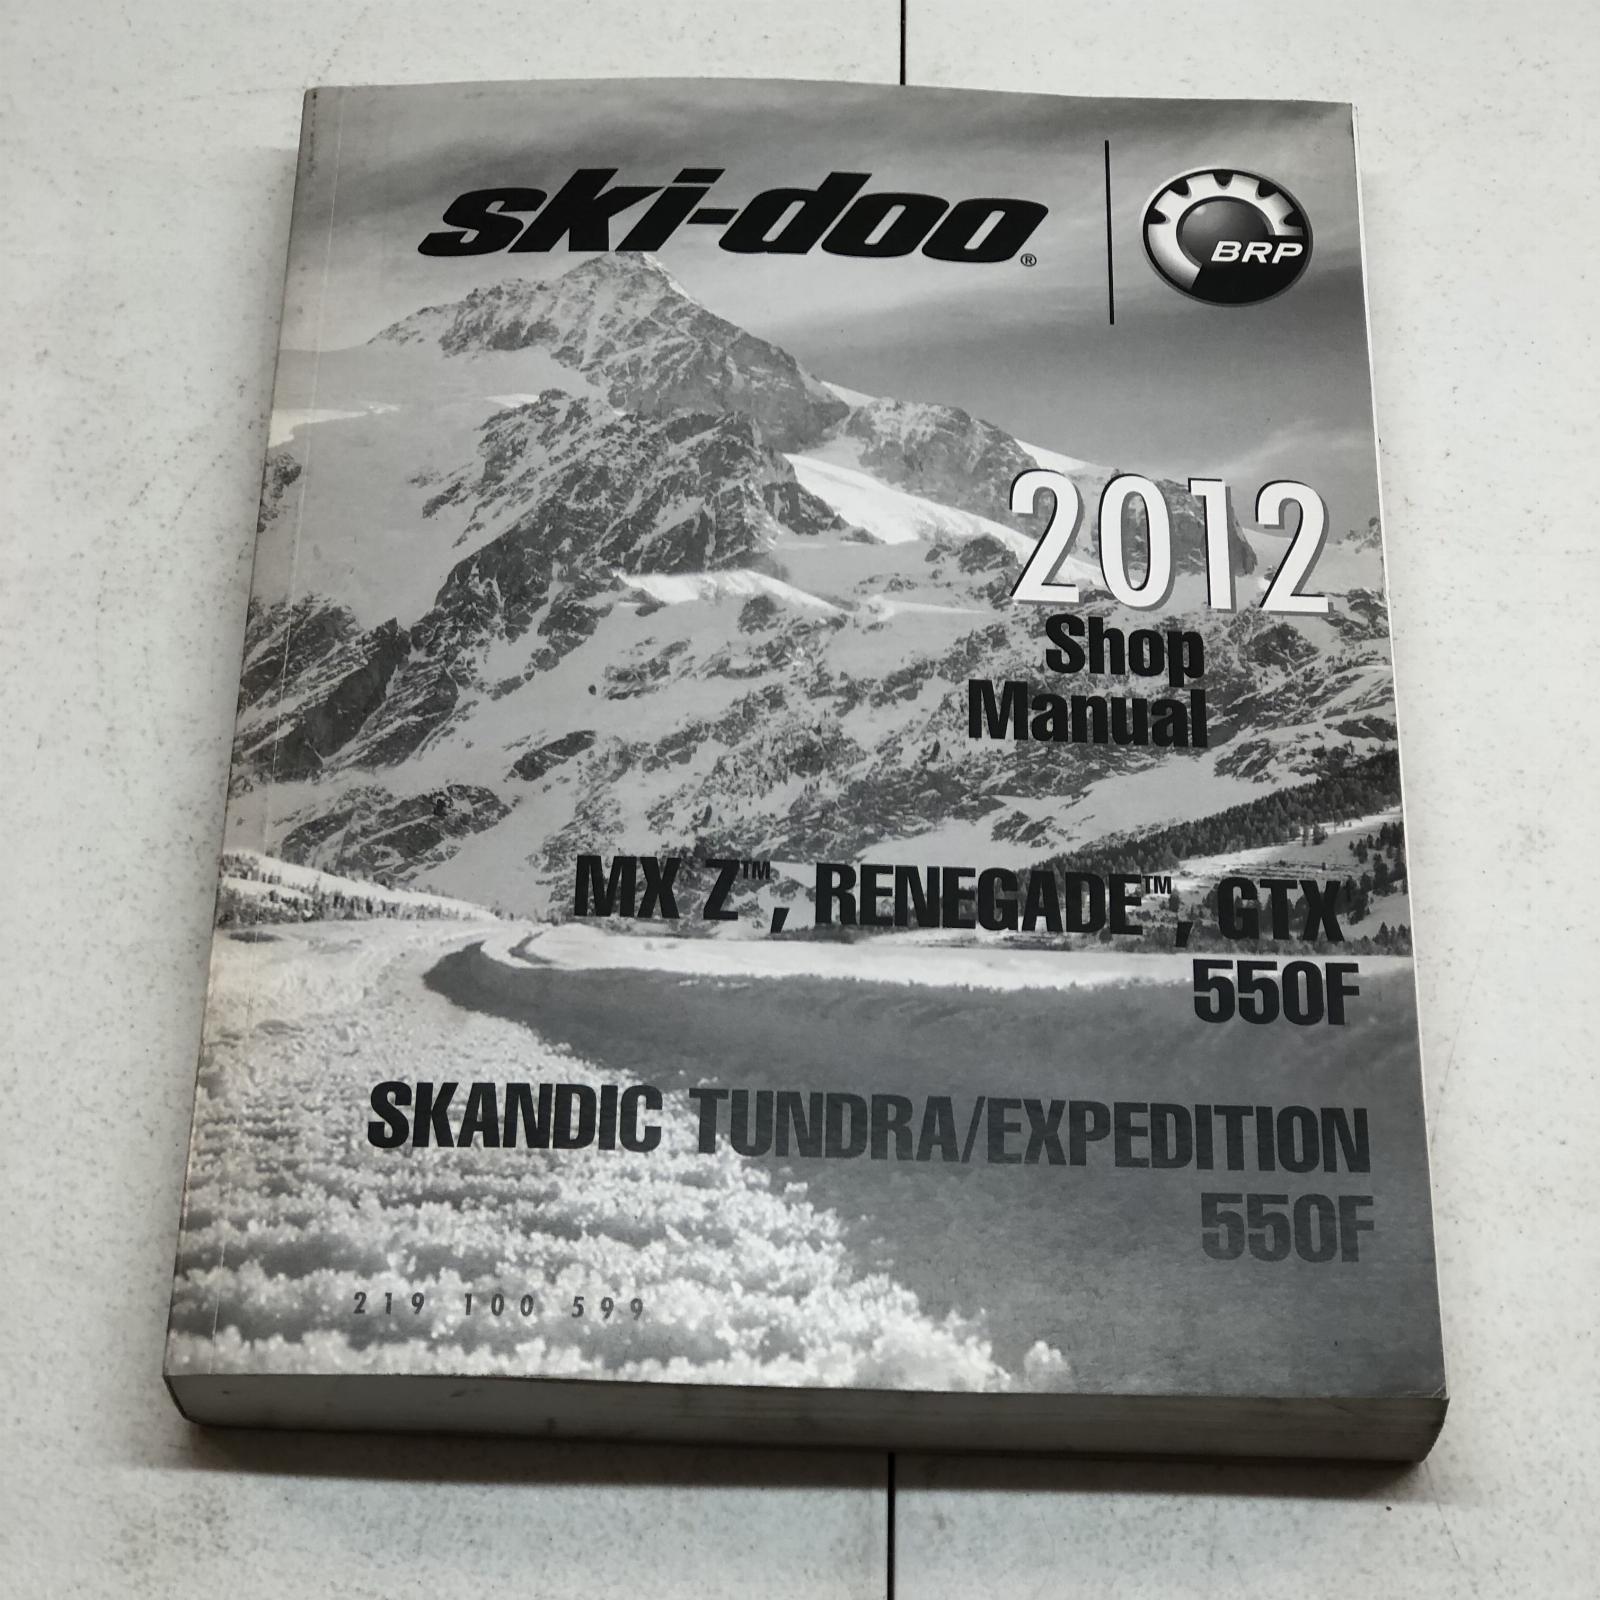 ski-doo®
BRP
2012
Shop
Manual
MX Z™, RENEGADE™, GTX
550F
SKANDIC TUNDRA/EXPEDITION
550F
219 100 599